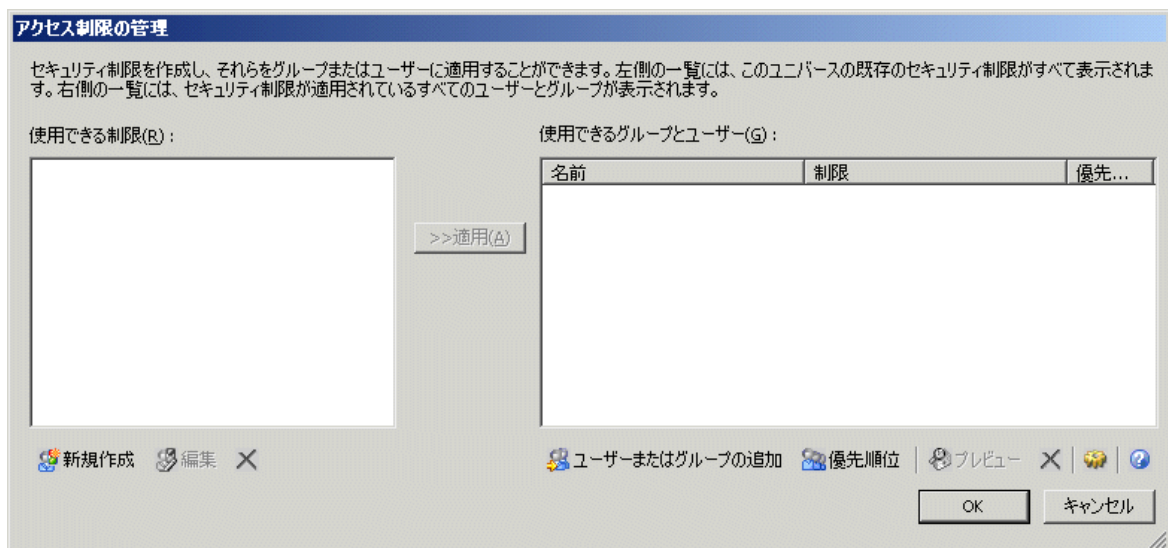 アクセス制限の管理
セキュリティ制限を作成し、それらをグループまたはユーザーに適用することができます。左側の一覧には、このユニバースの既存のセキュリティ制限がすべて表示されま
す。右側の一覧には、セキュリティ制限が適用されているすべてのユーザーとグループが表示されます。
使用できる制限(R):
使用できるグループとユーザー(G):
名前 制限 優先...
>>適用(A)
新規作成 編集
ユーザーまたはグループの追加 優先順位 プレビュー
OK キャンセル